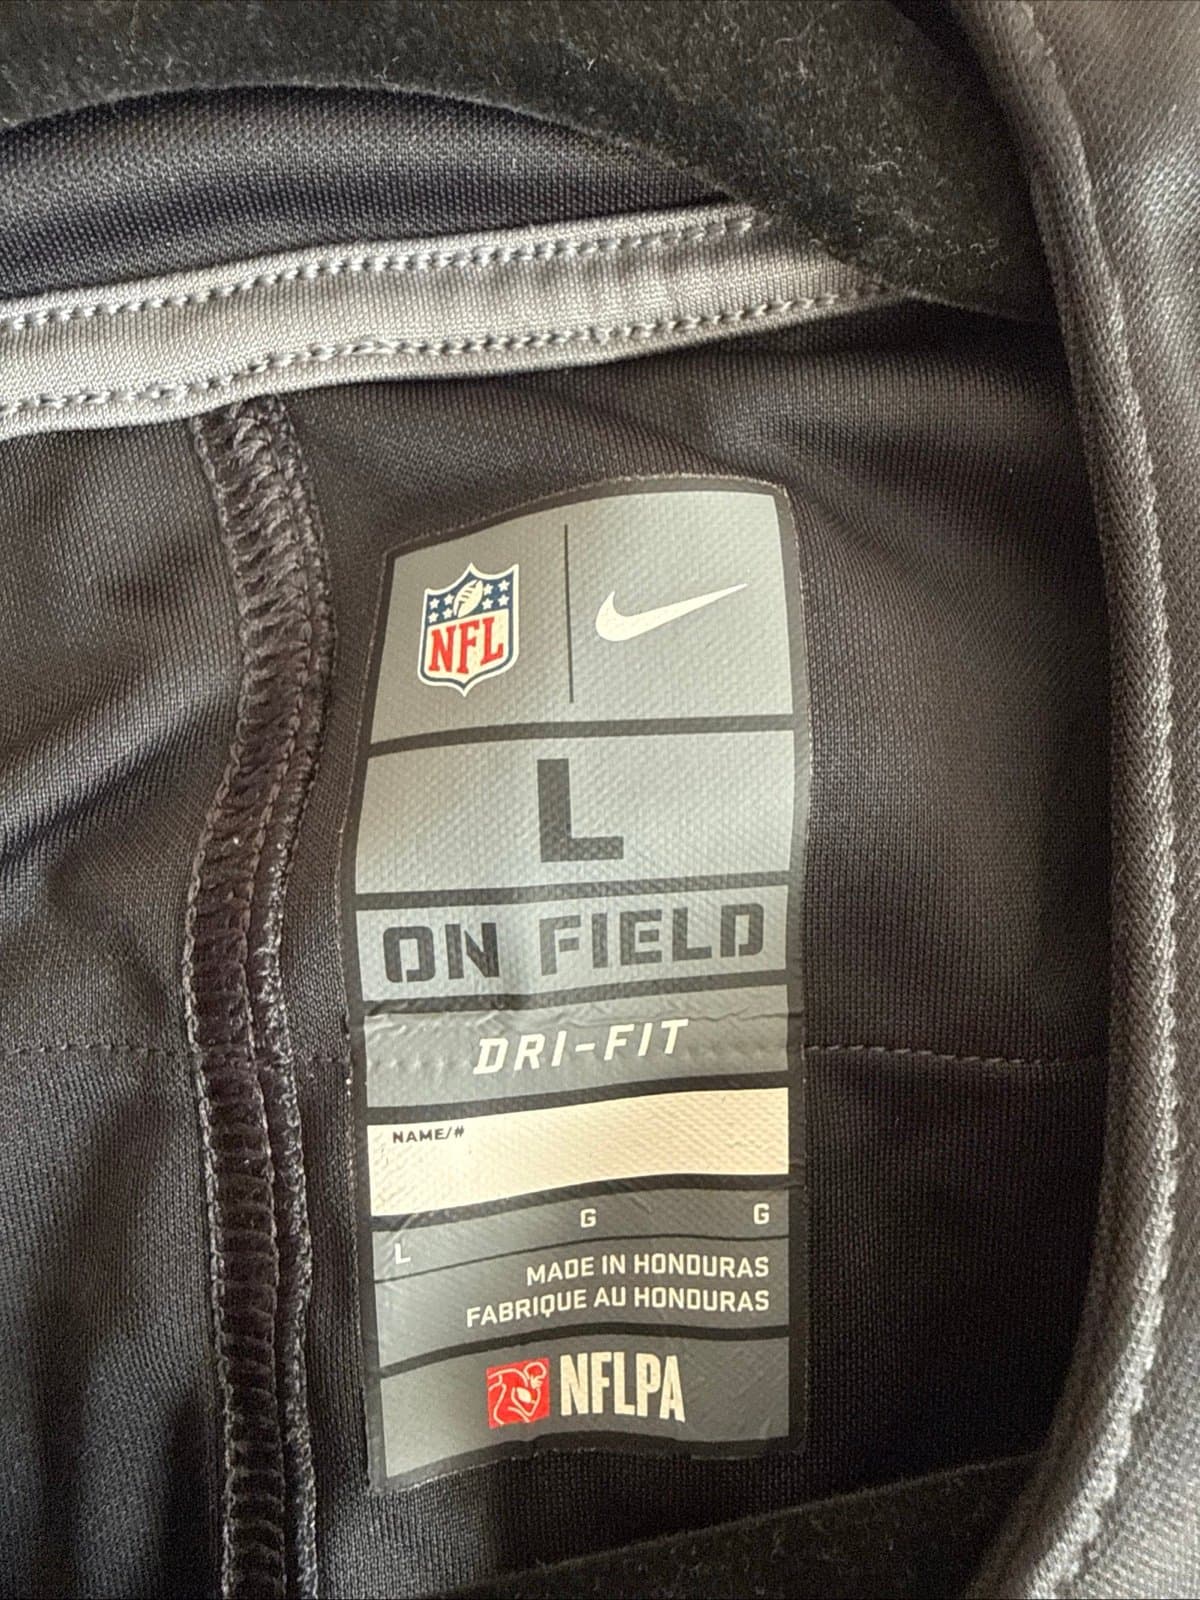 NFL
L
ON FIELD
DRI-FIT
NAME/#
L G G
MADE IN HONDURAS
FABRIQUE AU HONDURAS
NFLPA